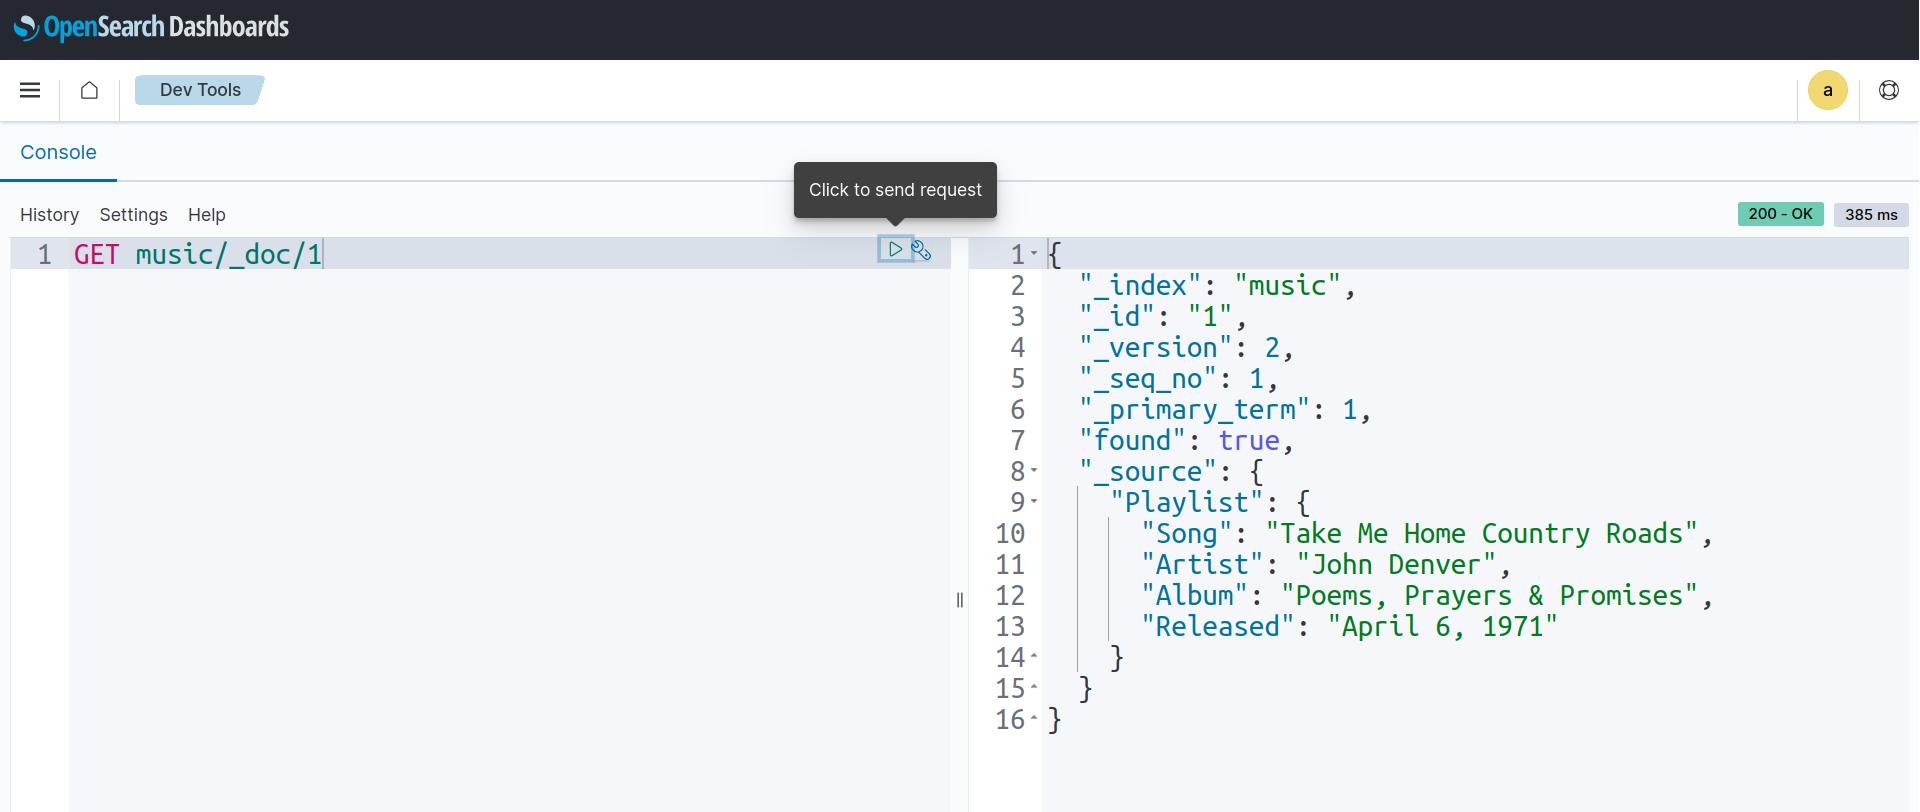 OpenSearch Dashboards
Dev Tools
a
Console
Click to send request
History Settings Help
200 - OK 385 ms
1 GET music/_doc/1
1 {
2 "_index": "music",
3 "_id": "1",
4 "_version": 2,
5 "_seq_no": 1,
6 "_primary_term": 1,
7 "found": true,
8 "_source": {
9 "Playlist": {
10 "Song": "Take Me Home Country Roads",
11 "Artist": "John Denver",
12 "Album": "Poems, Prayers & Promises",
13 "Released": "April 6, 1971"
14 }
15 }
16 }